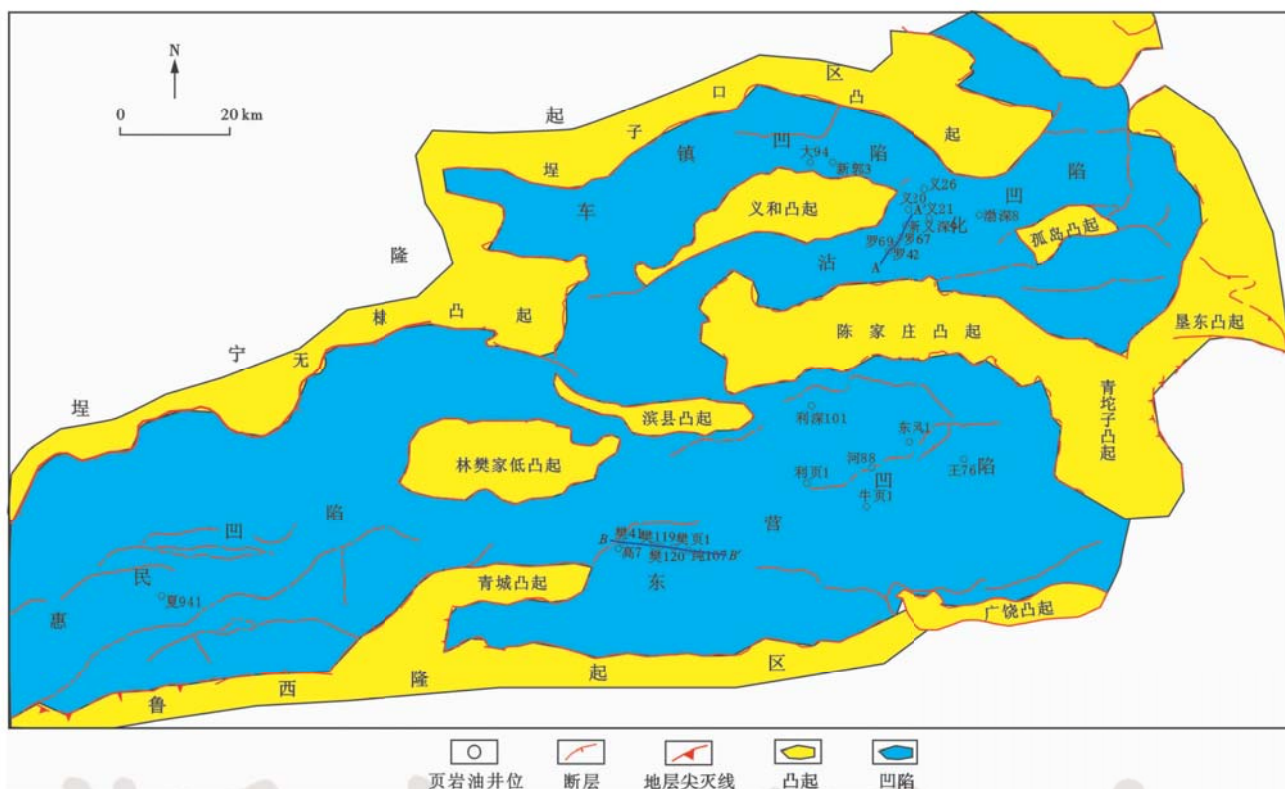 N
0 20 km
埕宁隆起区
埕子口凸起
车镇凹陷
大94
新郭3
义和凸起
义26
义20
A'
义21
新义深9
渤深8
罗69
罗67
罗42
A
沾化凹陷
孤岛凸起
垦东凸起
无棣凸起
陈家庄凸起
青坨子凸起
滨县凸起
利深101
东风1
林樊家低凸起
河88
王76
利页1
牛页1
东营凹陷
B
樊41
樊119
樊页1
高7
樊120
纯107
B'
青城凸起
惠民凹陷
夏941
广饶凸起
鲁西隆起区
页岩油井位
断层
地层尖灭线
凸起
凹陷